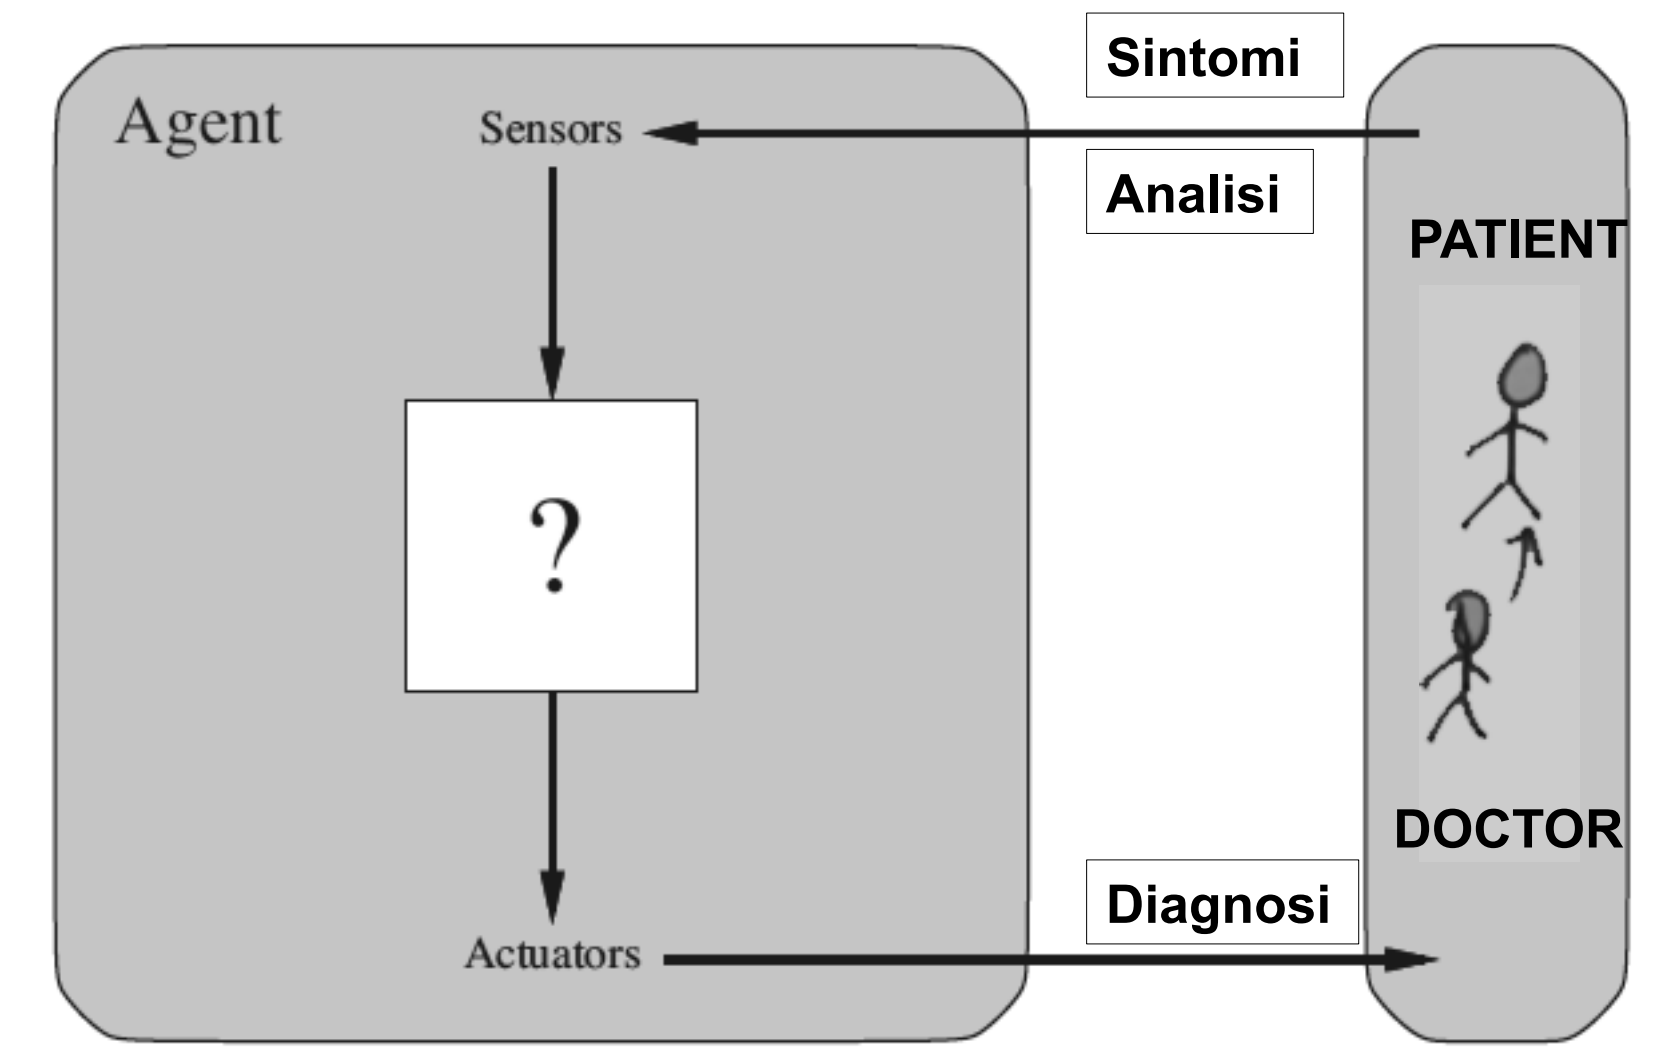 Sintomi
Agent
Sensors
Analisi
PATIENT
?
DOCTOR
Diagnosi
Actuators